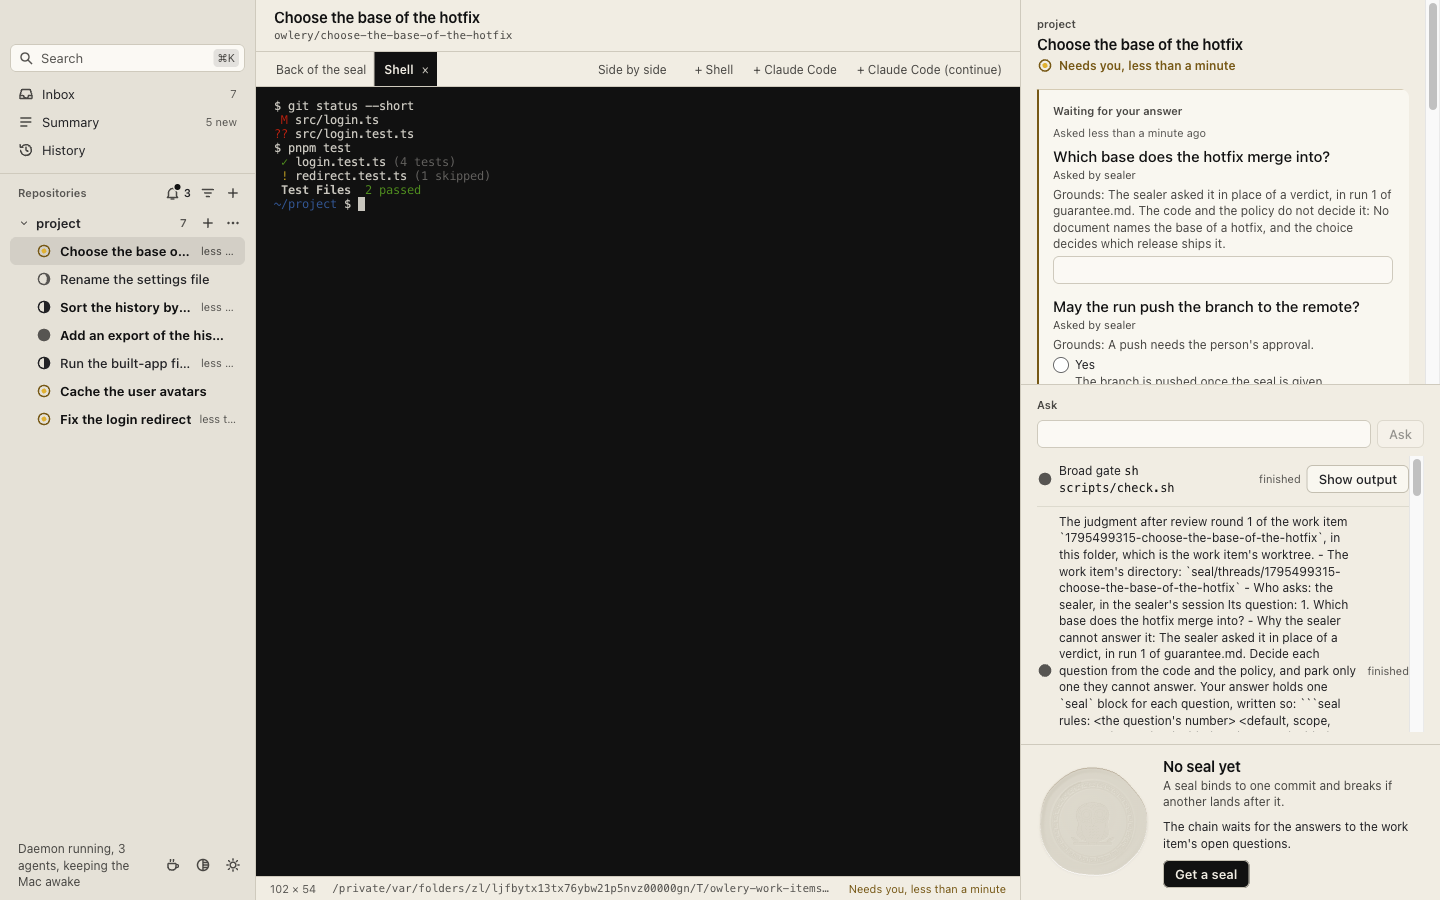 Search ⌘K
Inbox 7
Summary 5 new
History
Repositories 3
project 7
Choose the base o... less ...
Rename the settings file
Sort the history by... less ...
Add an export of the his...
Run the built-app fi... less ...
Cache the user avatars
Fix the login redirect less t...
Daemon running, 3
agents, keeping the
Mac awake
Choose the base of the hotfix
owlery/choose-the-base-of-the-hotfix
Back of the seal Shell × Side by side + Shell + Claude Code + Claude Code (continue)
$ git status --short
M src/login.ts
?? src/login.test.ts
$ pnpm test
✓ login.test.ts (4 tests)
! redirect.test.ts (1 skipped)
Test Files 2 passed
~/project $
102 × 54 /private/var/folders/zl/ljfbytx13tx76ybw21p5nvz00000gn/T/owlery-work-items… Needs you, less than a minute
project
Choose the base of the hotfix
Needs you, less than a minute
Waiting for your answer
Asked less than a minute ago
Which base does the hotfix merge into?
Asked by sealer
Grounds: The sealer asked it in place of a verdict, in run 1 of
guarantee.md. The code and the policy do not decide it: No
document names the base of a hotfix, and the choice
decides which release ships it.
May the run push the branch to the remote?
Asked by sealer
Grounds: A push needs the person's approval.
Yes
The branch is pushed once the seal is given
Ask
Ask
Broad gate sh
scripts/check.sh
finished Show output
The judgment after review round 1 of the work item
`1795499315-choose-the-base-of-the-hotfix`, in
this folder, which is the work item's worktree. - The
work item's directory: `seal/threads/1795499315-
choose-the-base-of-the-hotfix` - Who asks: the
sealer, in the sealer's session Its question: 1. Which
base does the hotfix merge into? - Why the sealer
cannot answer it: The sealer asked it in place of a
verdict, in run 1 of guarantee.md. Decide each
question from the code and the policy, and park only finished
one they cannot answer. Your answer holds one
`seal` block for each question, written so: ```seal
rules: <the question's number> <default, scope,
No seal yet
A seal binds to one commit and breaks if
another lands after it.
The chain waits for the answers to the work
item's open questions.
Get a seal